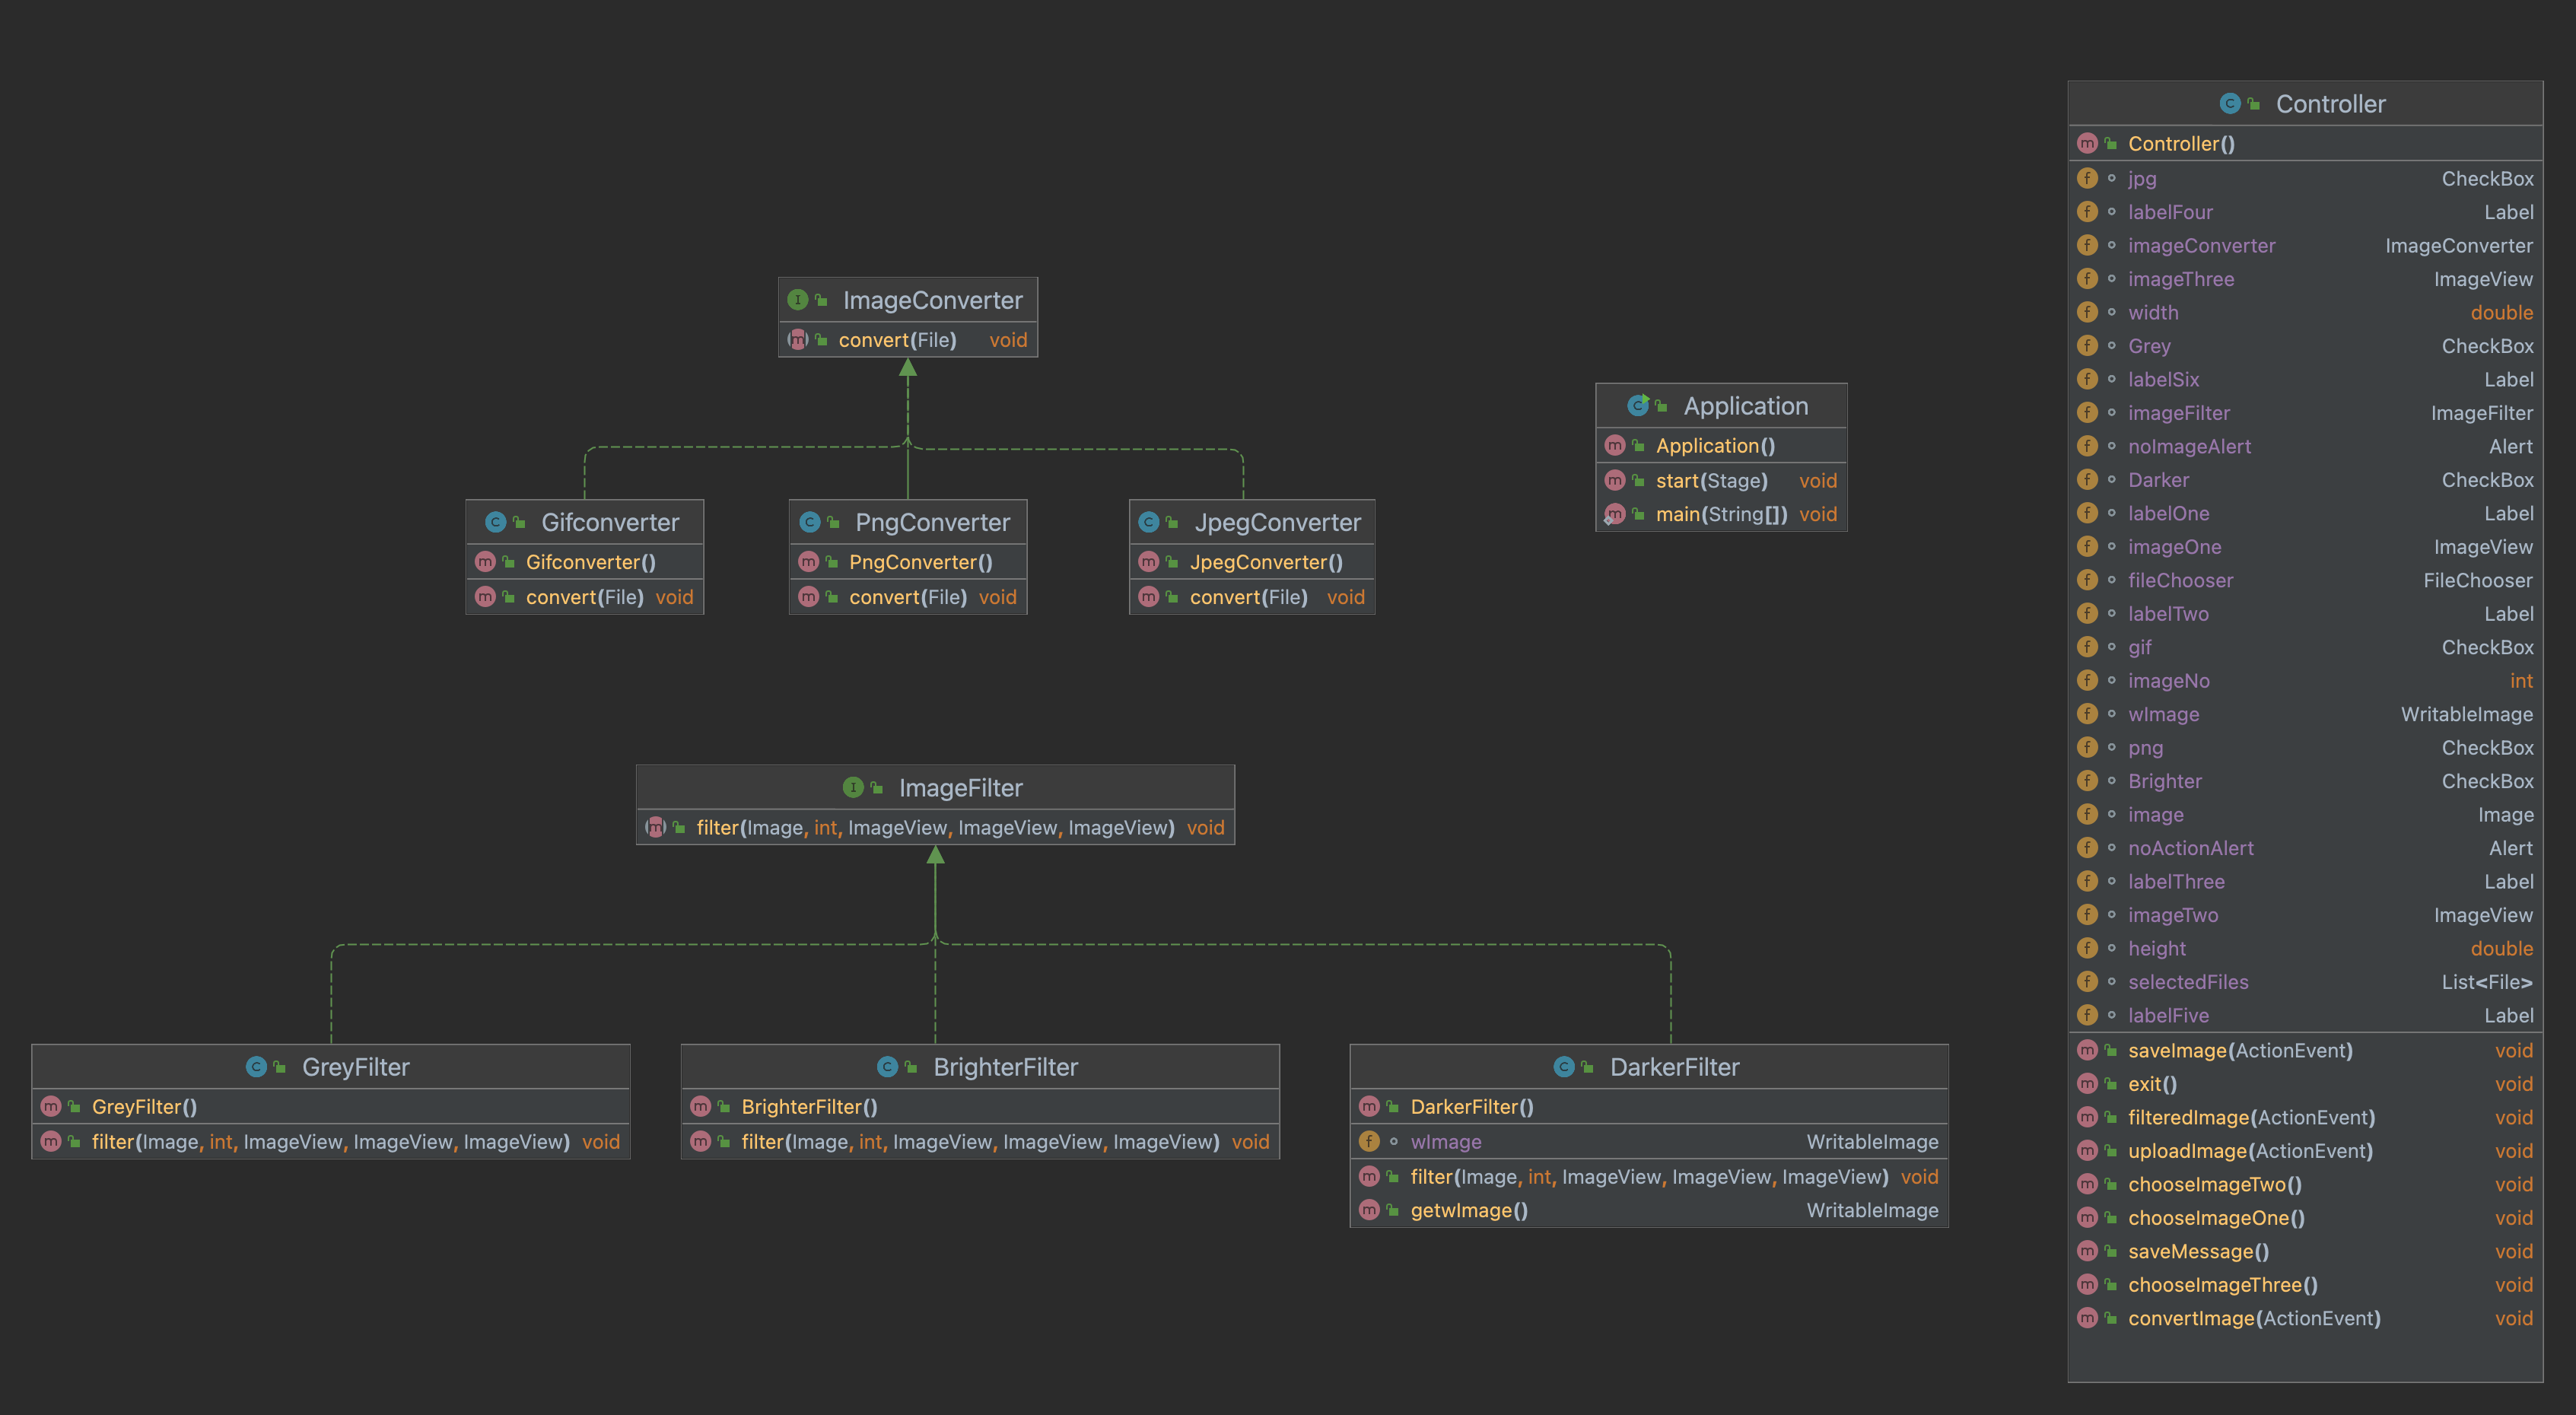 ImageConverter
convert(File) void
Gifconverter
Gifconverter()
convert(File) void
PngConverter
PngConverter()
convert(File) void
JpegConverter
JpegConverter()
convert(File) void
ImageFilter
filter(Image, int, ImageView, ImageView, ImageView) void
GreyFilter
GreyFilter()
filter(Image, int, ImageView, ImageView, ImageView) void
BrighterFilter
BrighterFilter()
filter(Image, int, ImageView, ImageView, ImageView) void
DarkerFilter
DarkerFilter()
wImage WritableImage
filter(Image, int, ImageView, ImageView, ImageView) void
getwImage() WritableImage
Application
Application()
start(Stage) void
main(String[]) void
Controller
Controller()
jpg CheckBox
labelFour Label
imageConverter ImageConverter
imageThree ImageView
width double
Grey CheckBox
labelSix Label
imageFilter ImageFilter
noImageAlert Alert
Darker CheckBox
labelOne Label
imageOne ImageView
fileChooser FileChooser
labelTwo Label
gif CheckBox
imageNo int
wImage WritableImage
png CheckBox
Brighter CheckBox
image Image
noActionAlert Alert
labelThree Label
imageTwo ImageView
height double
selectedFiles List<File>
labelFive Label
saveImage(ActionEvent) void
exit() void
filteredImage(ActionEvent) void
uploadImage(ActionEvent) void
chooseImageTwo() void
chooseImageOne() void
saveMessage() void
chooseImageThree() void
convertImage(ActionEvent) void